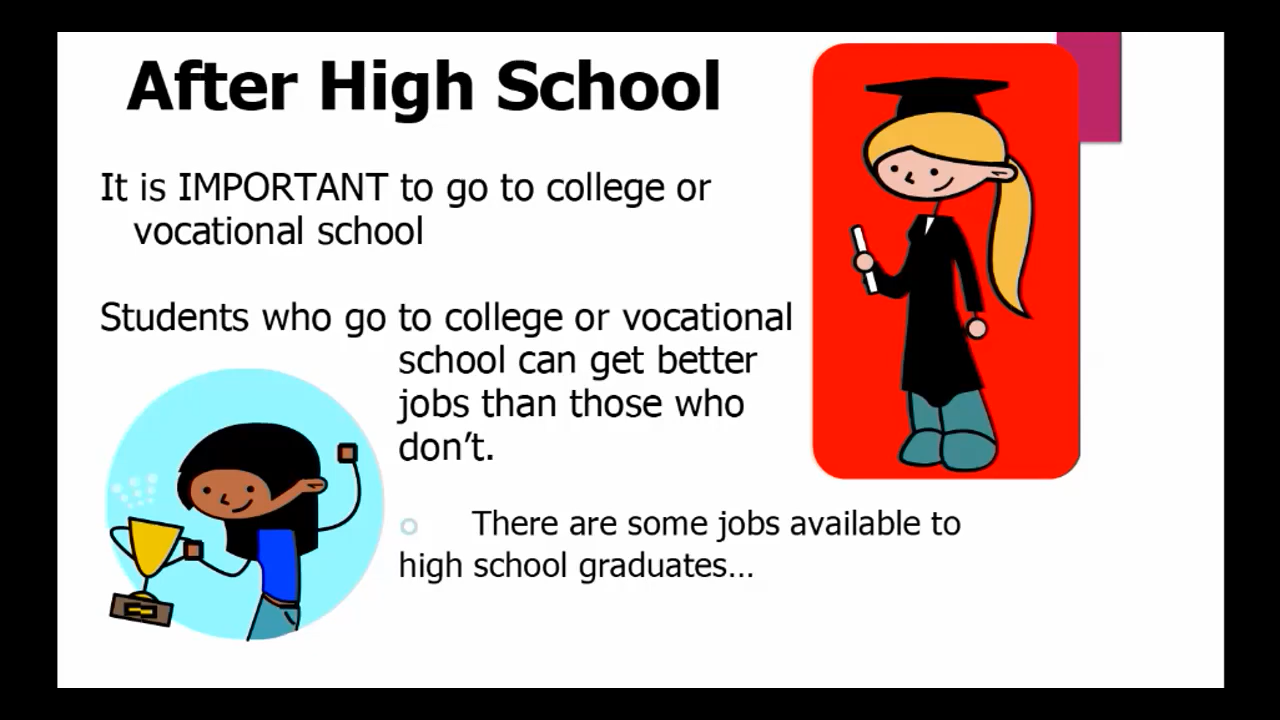 After High School
It is IMPORTANT to go to college or
vocational school
Students who go to college or vocational
school can get better
jobs than those who
don’t.
There are some jobs available to
high school graduates…